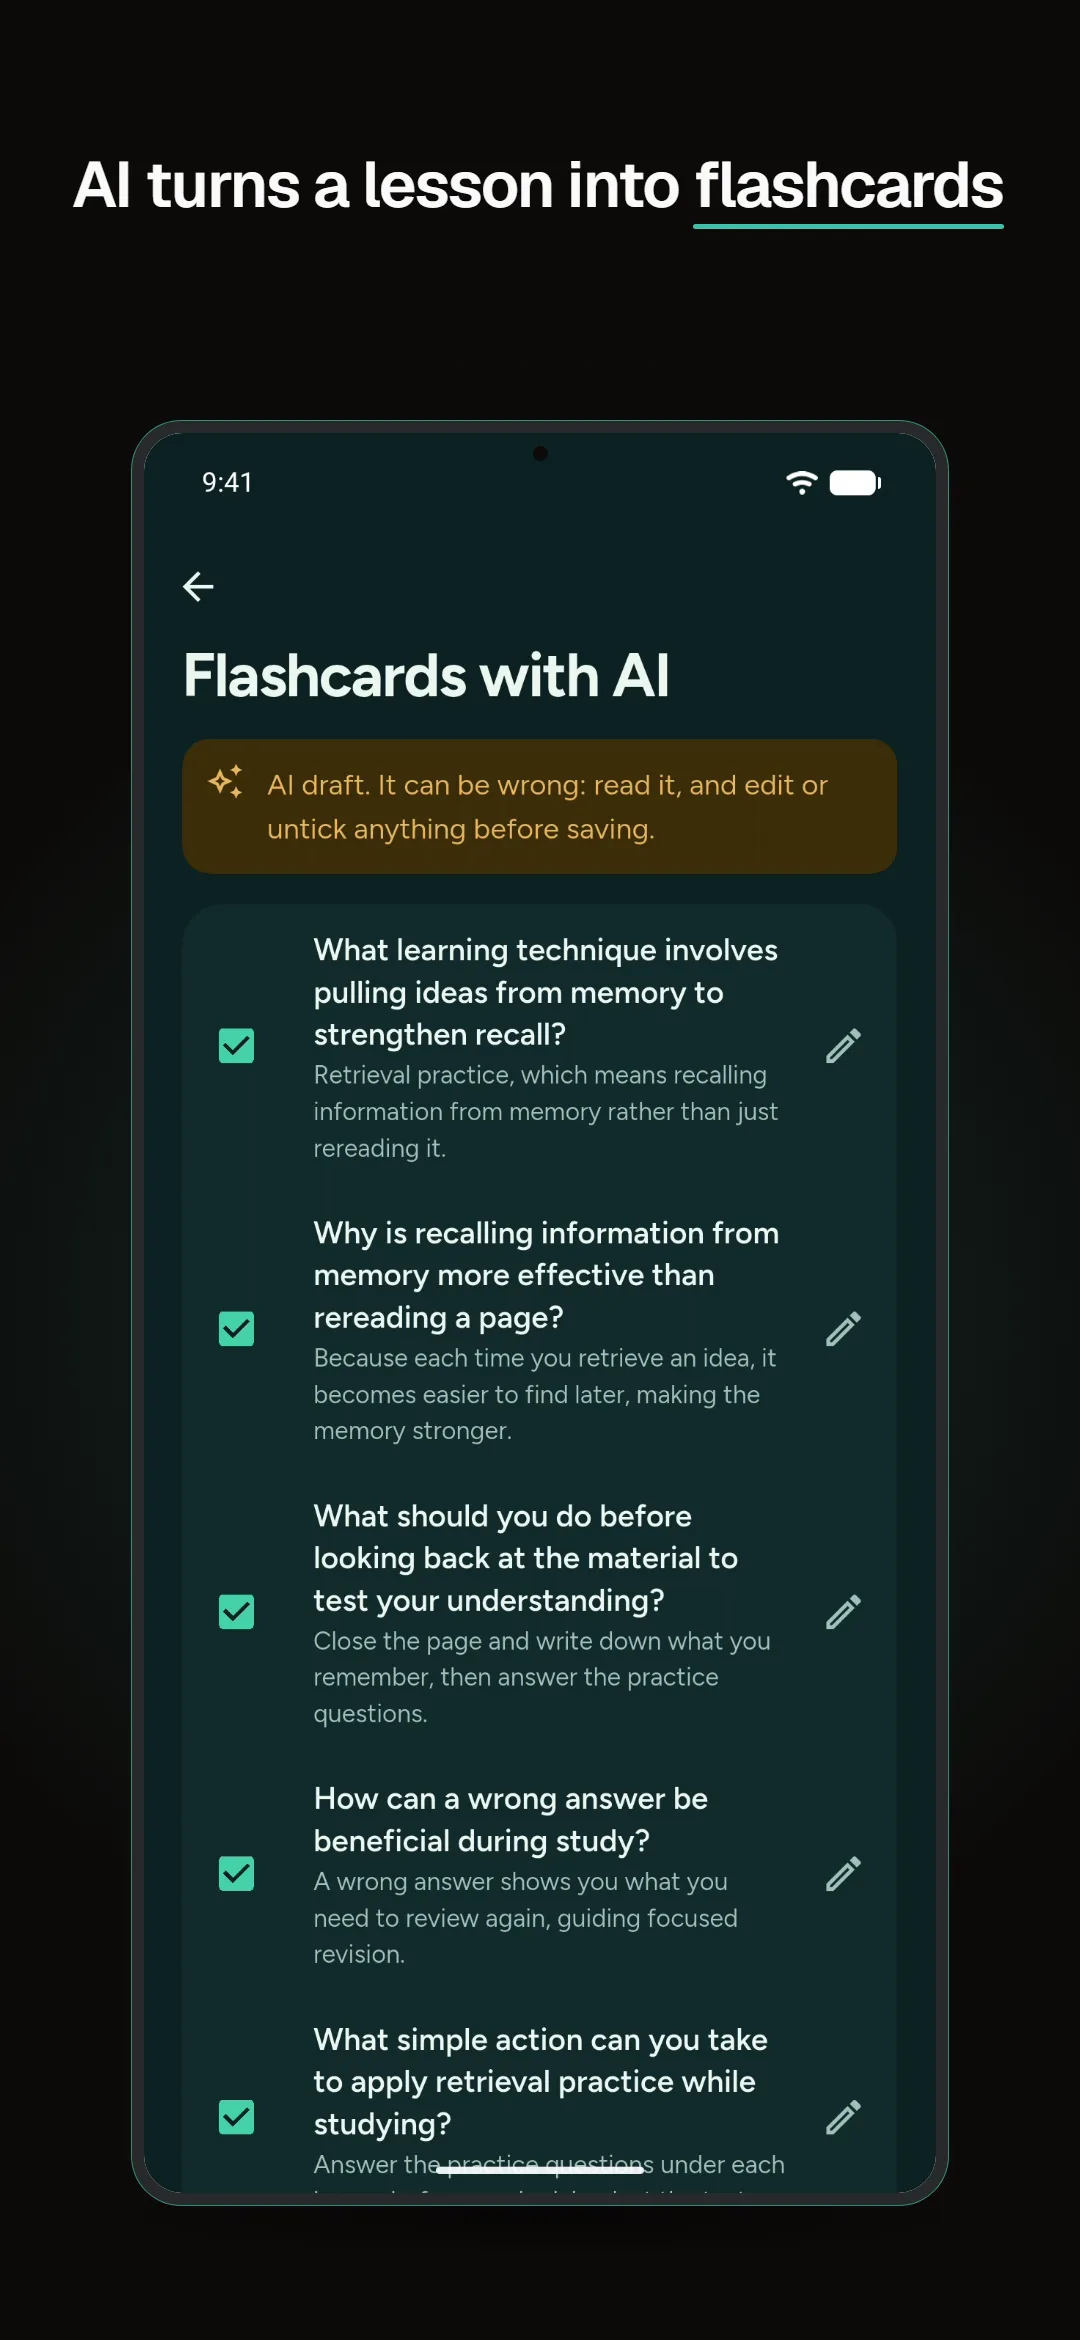 AI turns a lesson into flashcards
9:41
Flashcards with AI
AI draft. It can be wrong: read it, and edit or
untick anything before saving.
What learning technique involves
pulling ideas from memory to
strengthen recall?
Retrieval practice, which means recalling
information from memory rather than just
rereading it.
Why is recalling information from
memory more effective than
rereading a page?
Because each time you retrieve an idea, it
becomes easier to find later, making the
memory stronger.
What should you do before
looking back at the material to
test your understanding?
Close the page and write down what you
remember, then answer the practice
questions.
How can a wrong answer be
beneficial during study?
A wrong answer shows you what you
need to review again, guiding focused
revision.
What simple action can you take
to apply retrieval practice while
studying?
Answer the practice questions under each